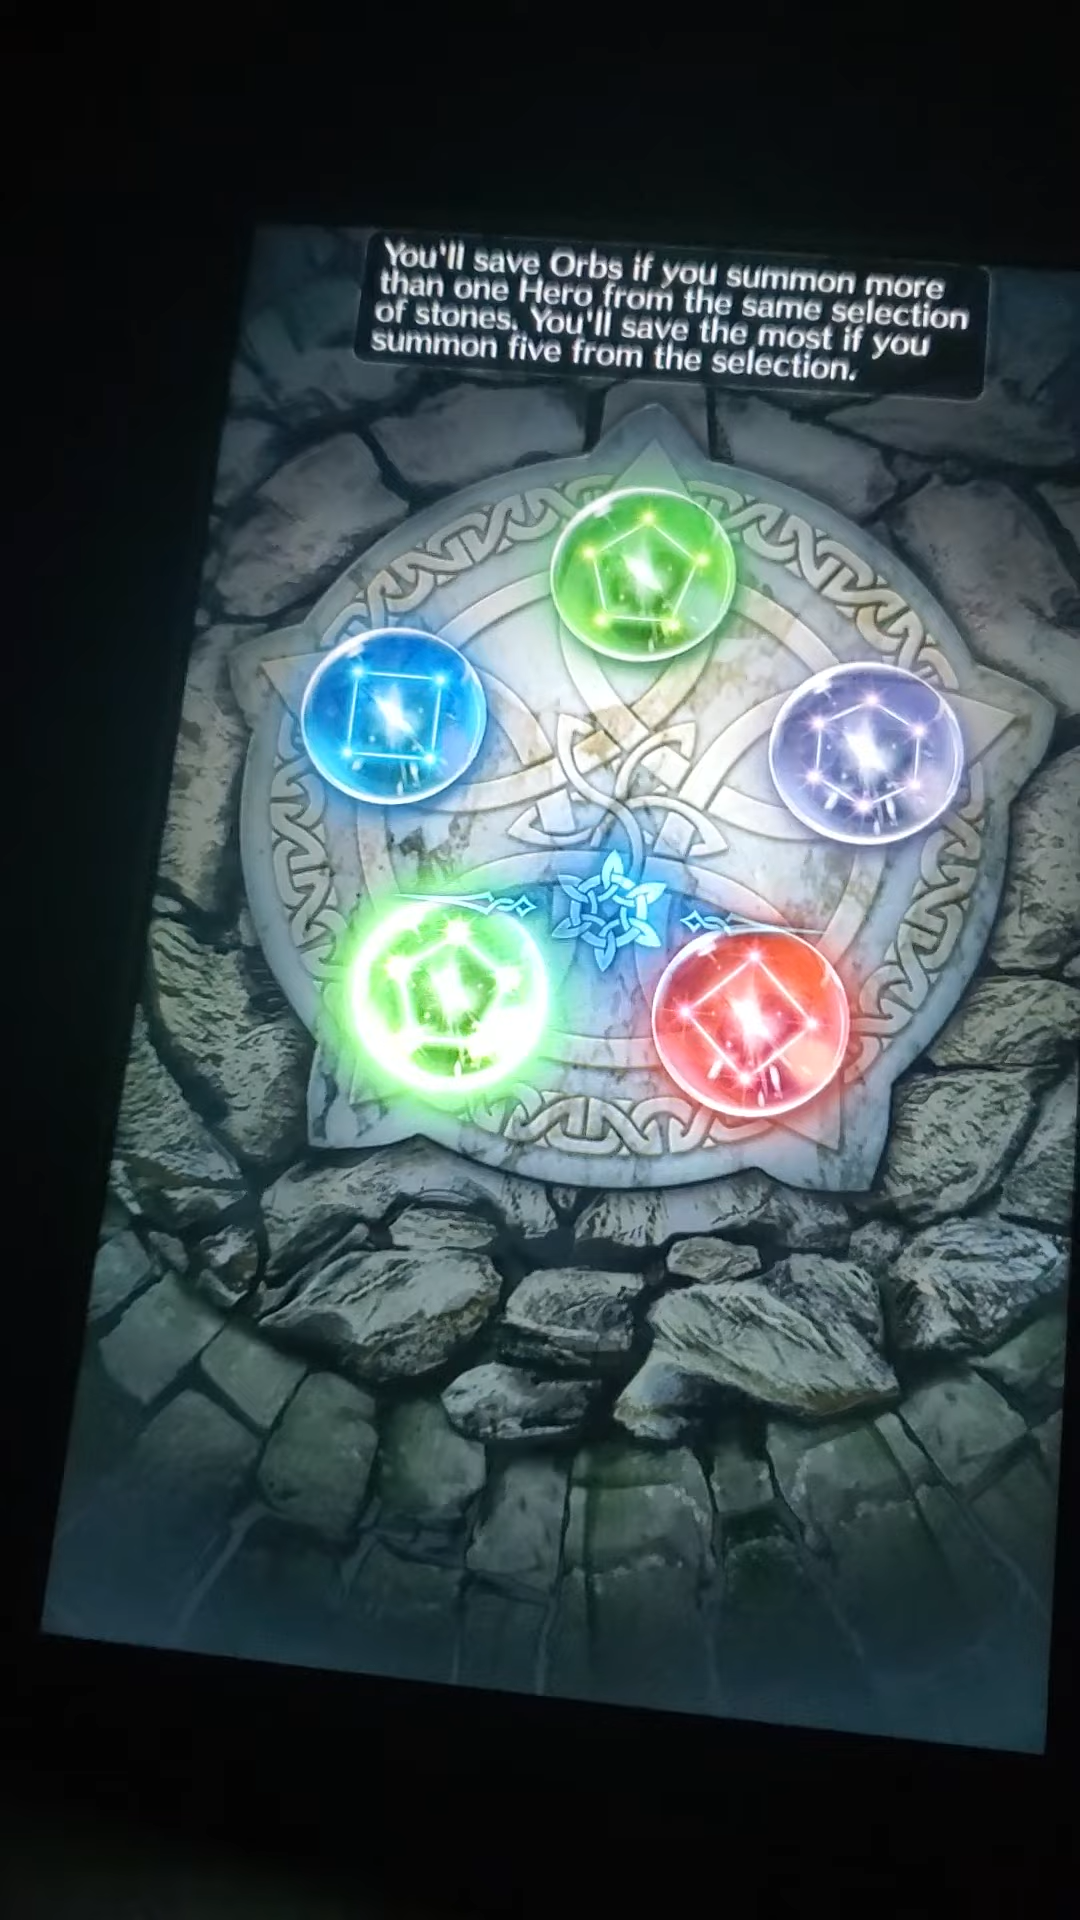 You'll save Orbs if you summon more
than one Hero from the same selection
of stones. You'll save the most if you
summon five from the selection.